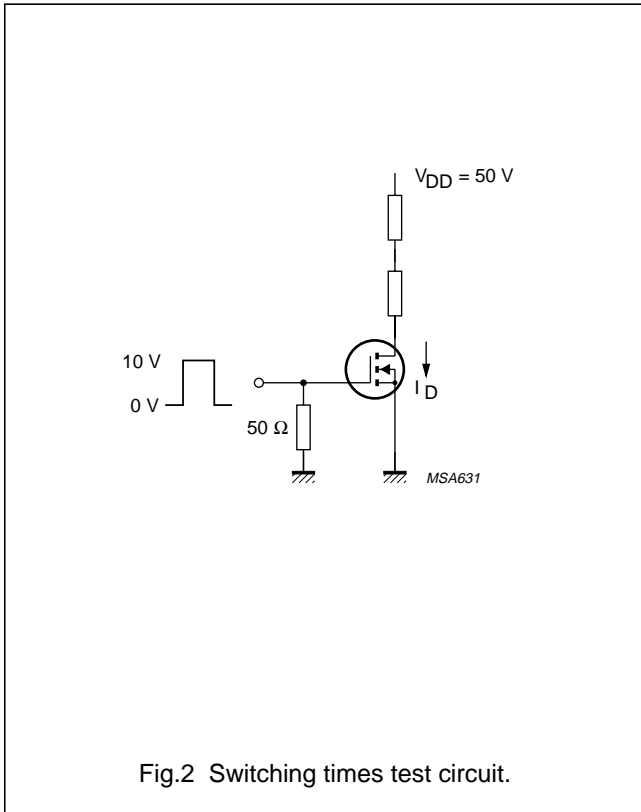 V_DD = 50 V
10 V
0 V
50 Ω
I_D
MSA631
Fig.2 Switching times test circuit.